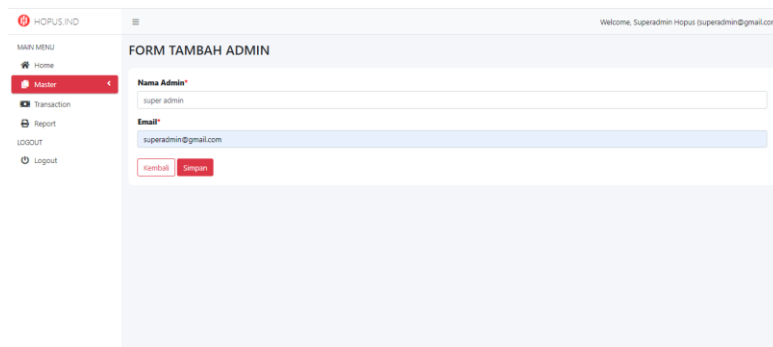 HOPUS.IND
Welcome, Superadmin Hopus (superadmin@gmail.com
MAIN MENU
Home
Master
Transaction
Report
LOGOUT
Logout
FORM TAMBAH ADMIN
Nama Admin*
super admin
Email*
superadmin@gmail.com
Kembali Simpan